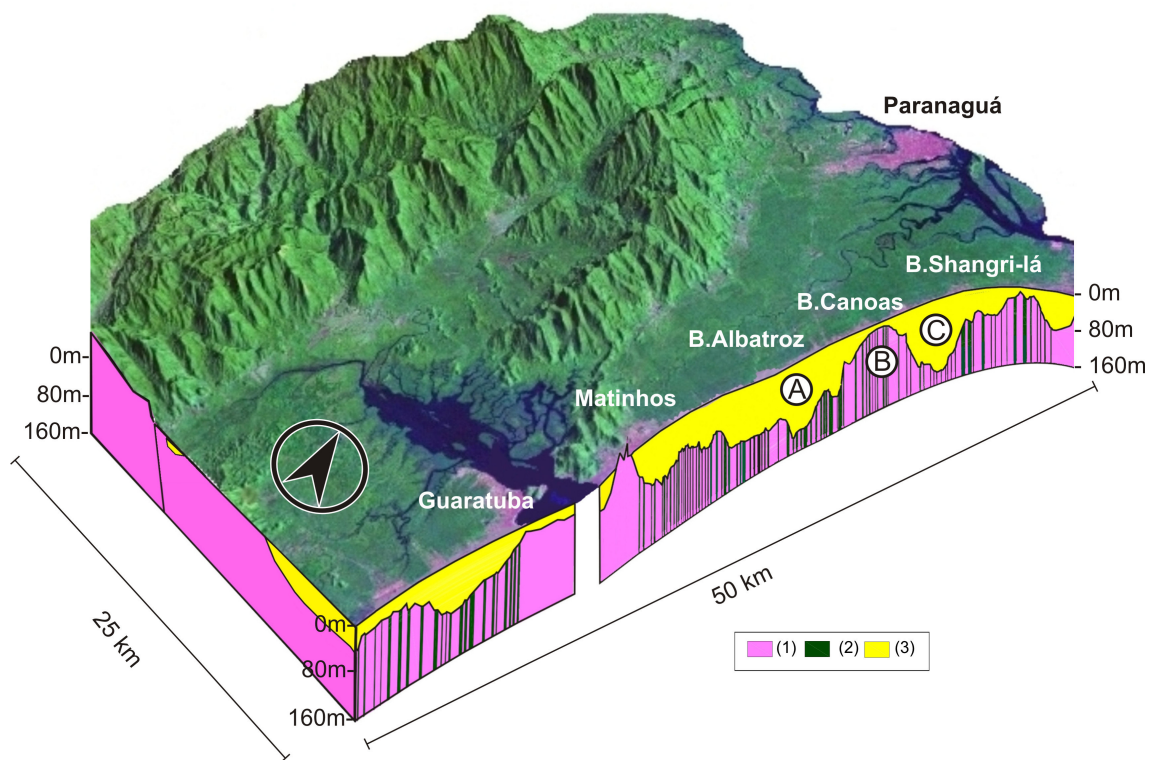 Paranaguá
B.Shangri-lá
B.Canoas
B.Albatroz
Matinhos
Guaratuba
0m
80m
160m
0m-
80m-
160m-
0m-
80m-
160m-
A
B
C
25 km
50 km
(1) (2) (3)